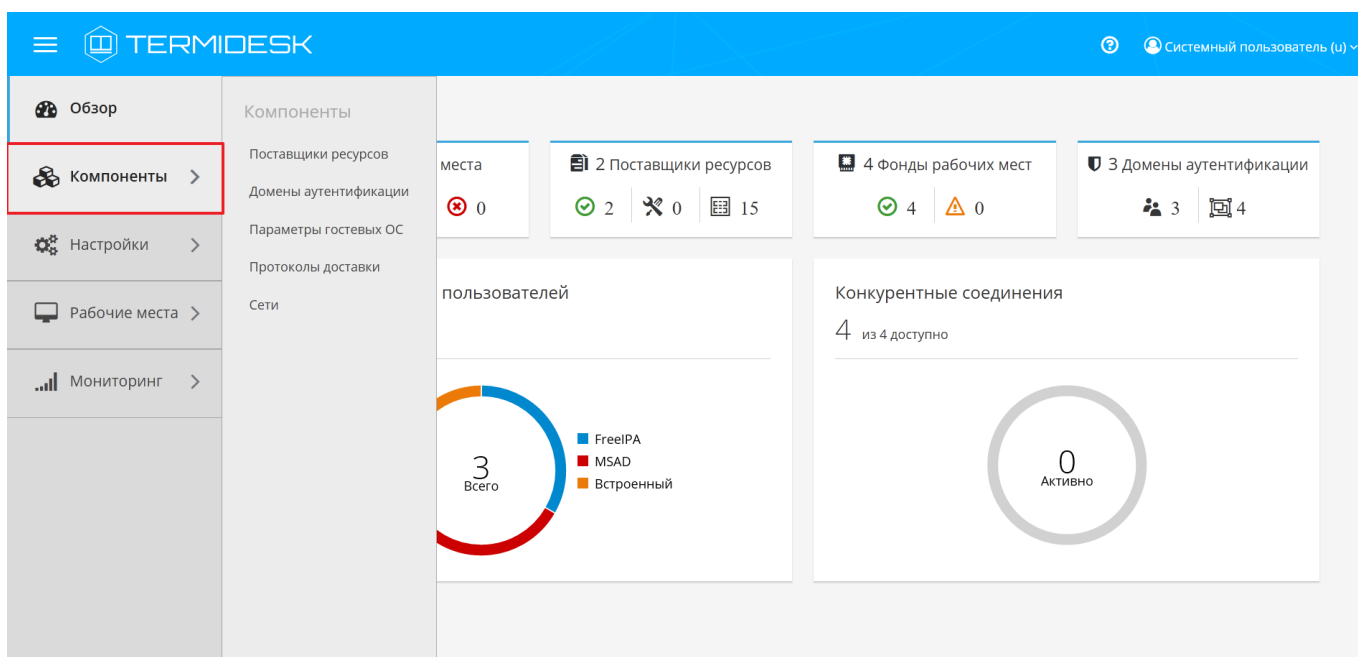 TERMIDESK
Системный пользователь (u)
Обзор
Компоненты
Настройки
Рабочие места
Мониторинг
Компоненты
Поставщики ресурсов
Домены аутентификации
Параметры гостевых ОС
Протоколы доставки
Сети
места
0
2 Поставщики ресурсов
2 0 15
4 Фонды рабочих мест
4 0
3 Домены аутентификации
3 4
пользователей
3
Всего
FreeIPA
MSAD
Встроенный
Конкурентные соединения
4 из 4 доступно
0
Активно